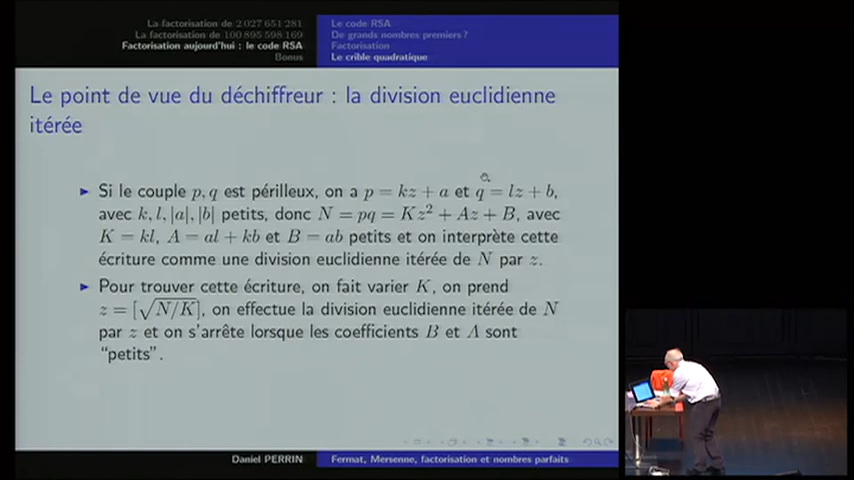 La factorisation de 2 027 651 281
La factorisation de 100 895 598 169
Factorisation aujourd'hui : le code RSA
Bonus
Le code RSA
De grands nombres premiers ?
Factorisation
Le crible quadratique
Le point de vue du déchiffreur : la division euclidienne
itérée
Si le couple p, q est périlleux, on a p = kz + a et q = lz + b,
avec k, l, |a|, |b| petits, donc N = pq = Kz² + Az + B, avec
K = kl, A = al + kb et B = ab petits et on interprète cette
écriture comme une division euclidienne itérée de N par z.
Pour trouver cette écriture, on fait varier K, on prend
z = [√N/K], on effectue la division euclidienne itérée de N
par z et on s'arrête lorsque les coefficients B et A sont
“petits”.
Daniel PERRIN
Fermat, Mersenne, factorisation et nombres parfaits